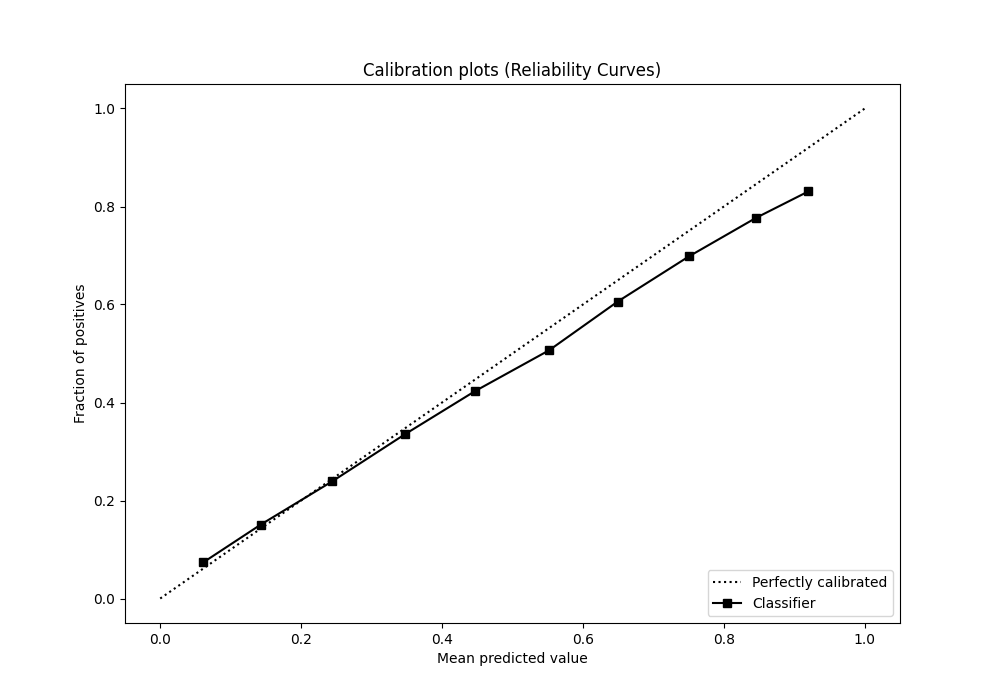 Calibration plots (Reliability Curves)
1.0
0.8
0.6
0.4
0.2
0.0
Fraction of positives
0.0 0.2 0.4 0.6 0.8 1.0
Mean predicted value
Perfectly calibrated
Classifier